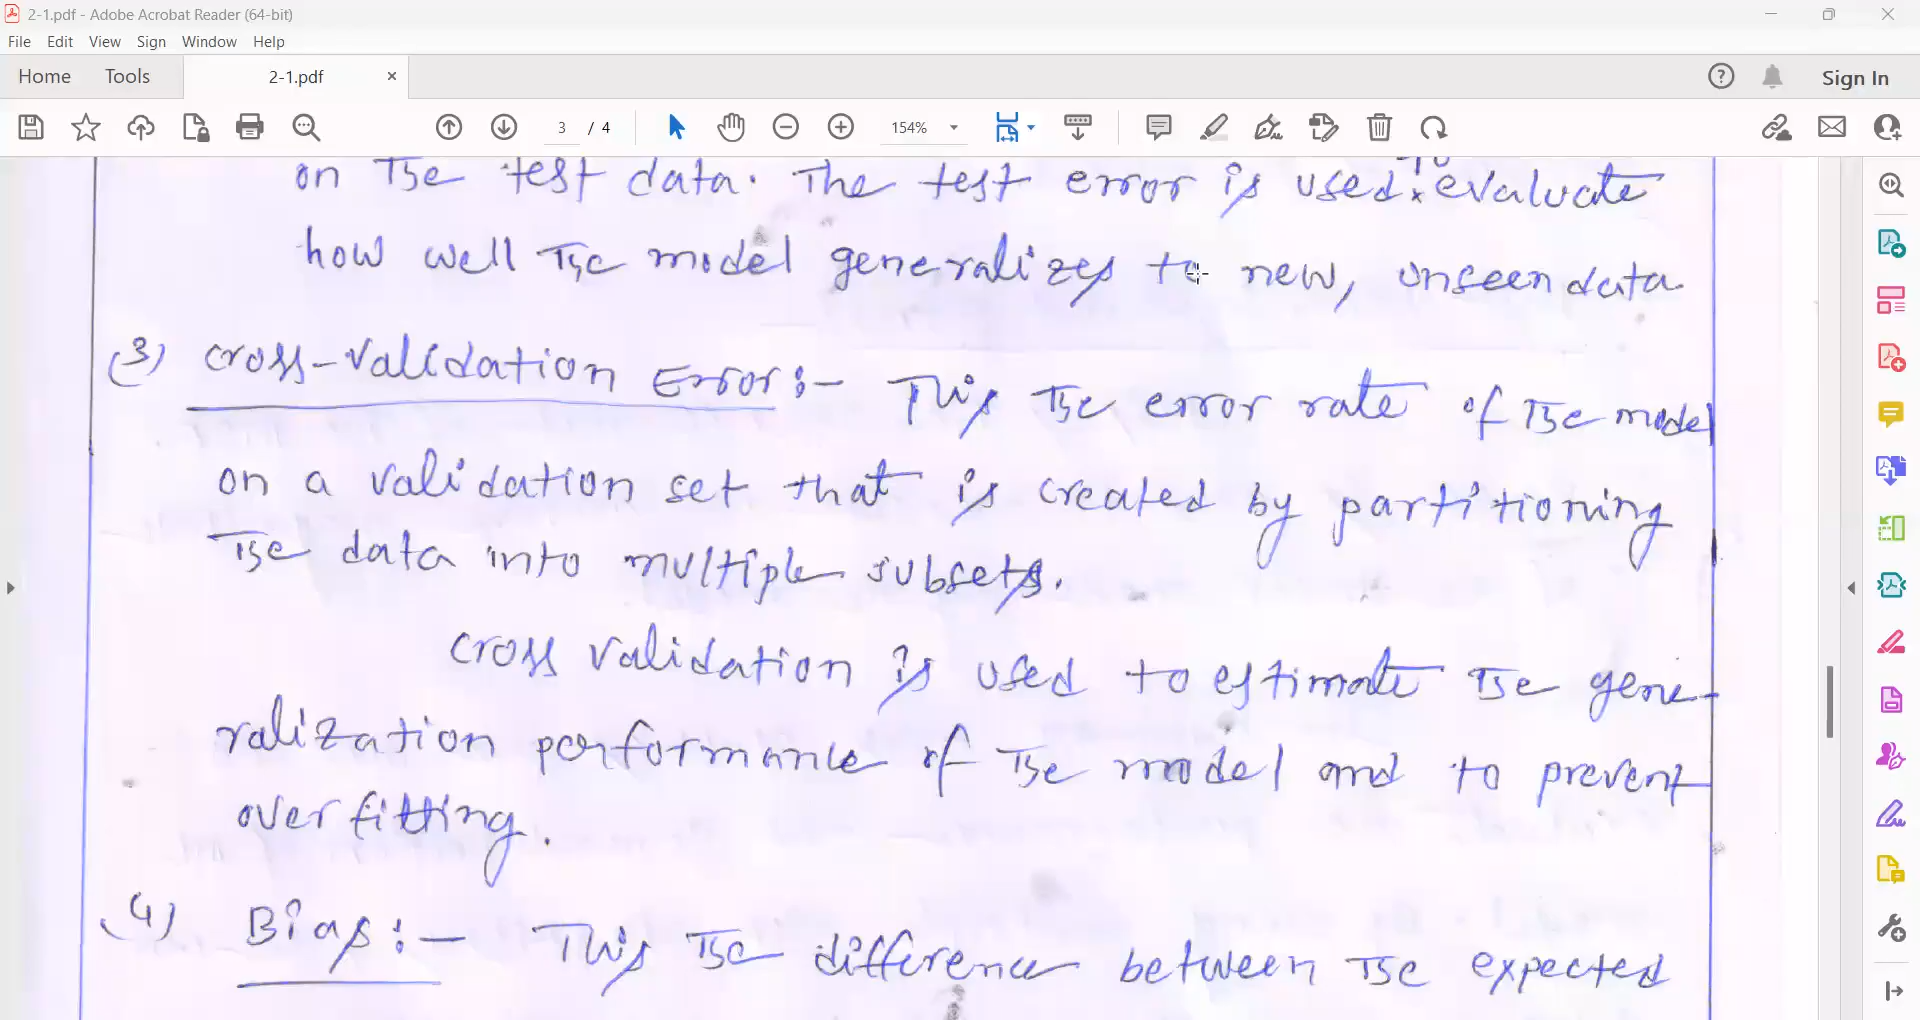 2-1.pdf - Adobe Acrobat Reader (64-bit)
File Edit View Sign Window Help
Home Tools 2-1.pdf × Sign In
3 / 4 154%
on the test data. The test error is used to evaluate
how well the model generalizes to new, unseen data.
(3) Cross-Validation Error:- This the error rate of the model
on a validation set that is created by partitioning
the data into multiple subsets.
cross validation is used to estimate the gene-
ralization performance of the model and to prevent
over fitting.
(4) Bias:- This the difference between the expected